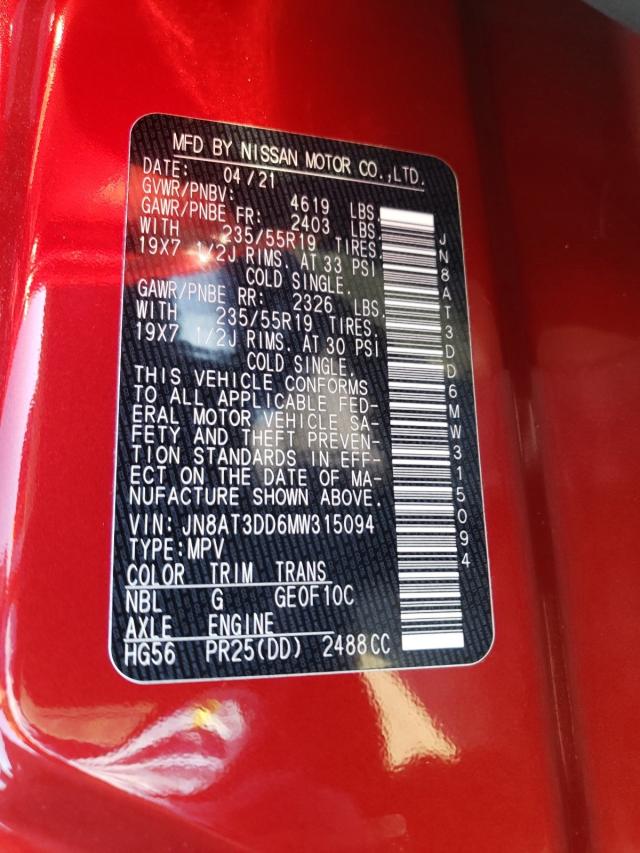 MFD BY NISSAN MOTOR CO.,LTD.
DATE: 04/21
GVWR/PNBV: 4619 LBS.
GAWR/PNBE FR: 2403 LBS.
WITH 235/55R19 TIRES.
19X7 1/2J RIMS. AT 33 PSI
COLD SINGLE.
GAWR/PNBE RR: 2326 LBS.
WITH 235/55R19 TIRES.
19X7 1/2J RIMS. AT 30 PSI
COLD SINGLE.
THIS VEHICLE CONFORMS
TO ALL APPLICABLE FED-
ERAL MOTOR VEHICLE SA-
FETY AND THEFT PREVEN-
TION STANDARDS IN EFF-
ECT ON THE DATE OF MA-
NUFACTURE SHOWN ABOVE.
VIN: JN8AT3DD6MW315094
TYPE:MPV
COLOR TRIM TRANS
NBL G GE0F10C
AXLE ENGINE
HG56 PR25(DD) 2488CC
JN8AT3DD6MW315094